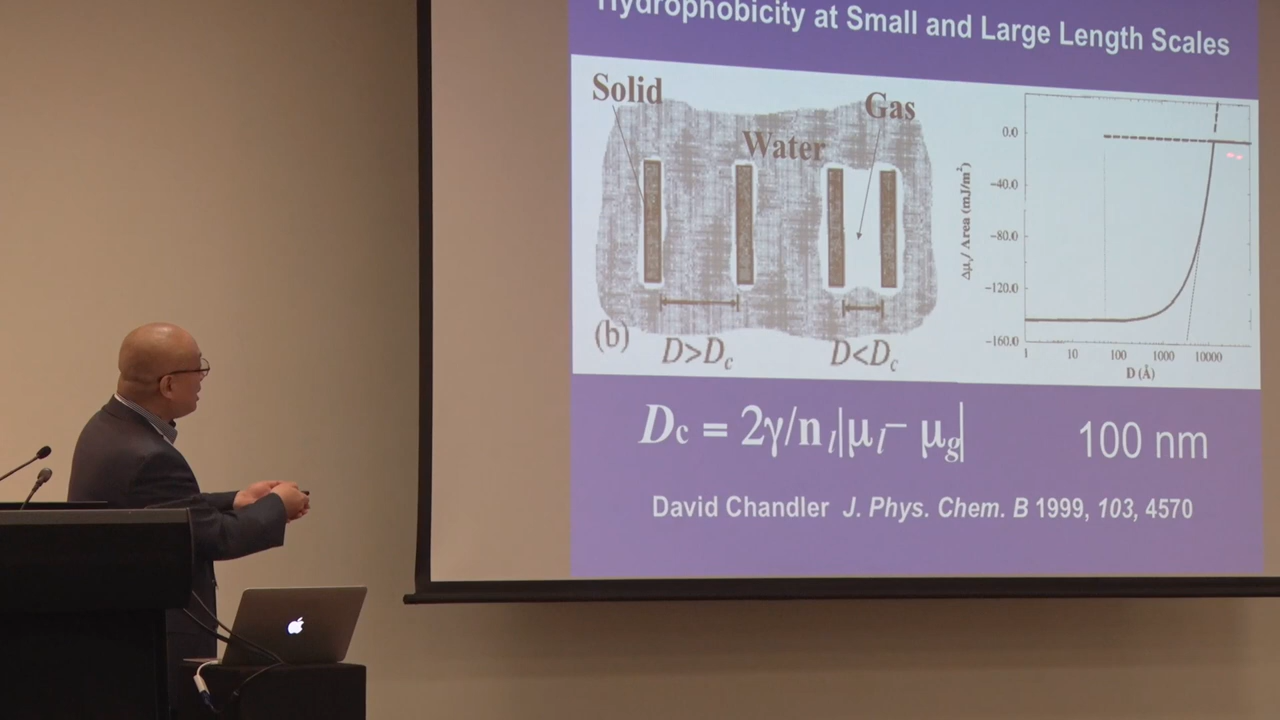 Hydrophobicity at Small and Large Length Scales
Solid
Water
Gas
(b)
D>Dc
D<Dc
Δμ / Area (mJ/m²)
0.0
−40.0
−80.0
−120.0
−160.0
1 10 100 1000 10000
D (Å)
Dc = 2γ/n l|μl − μg|
100 nm
David Chandler J. Phys. Chem. B 1999, 103, 4570